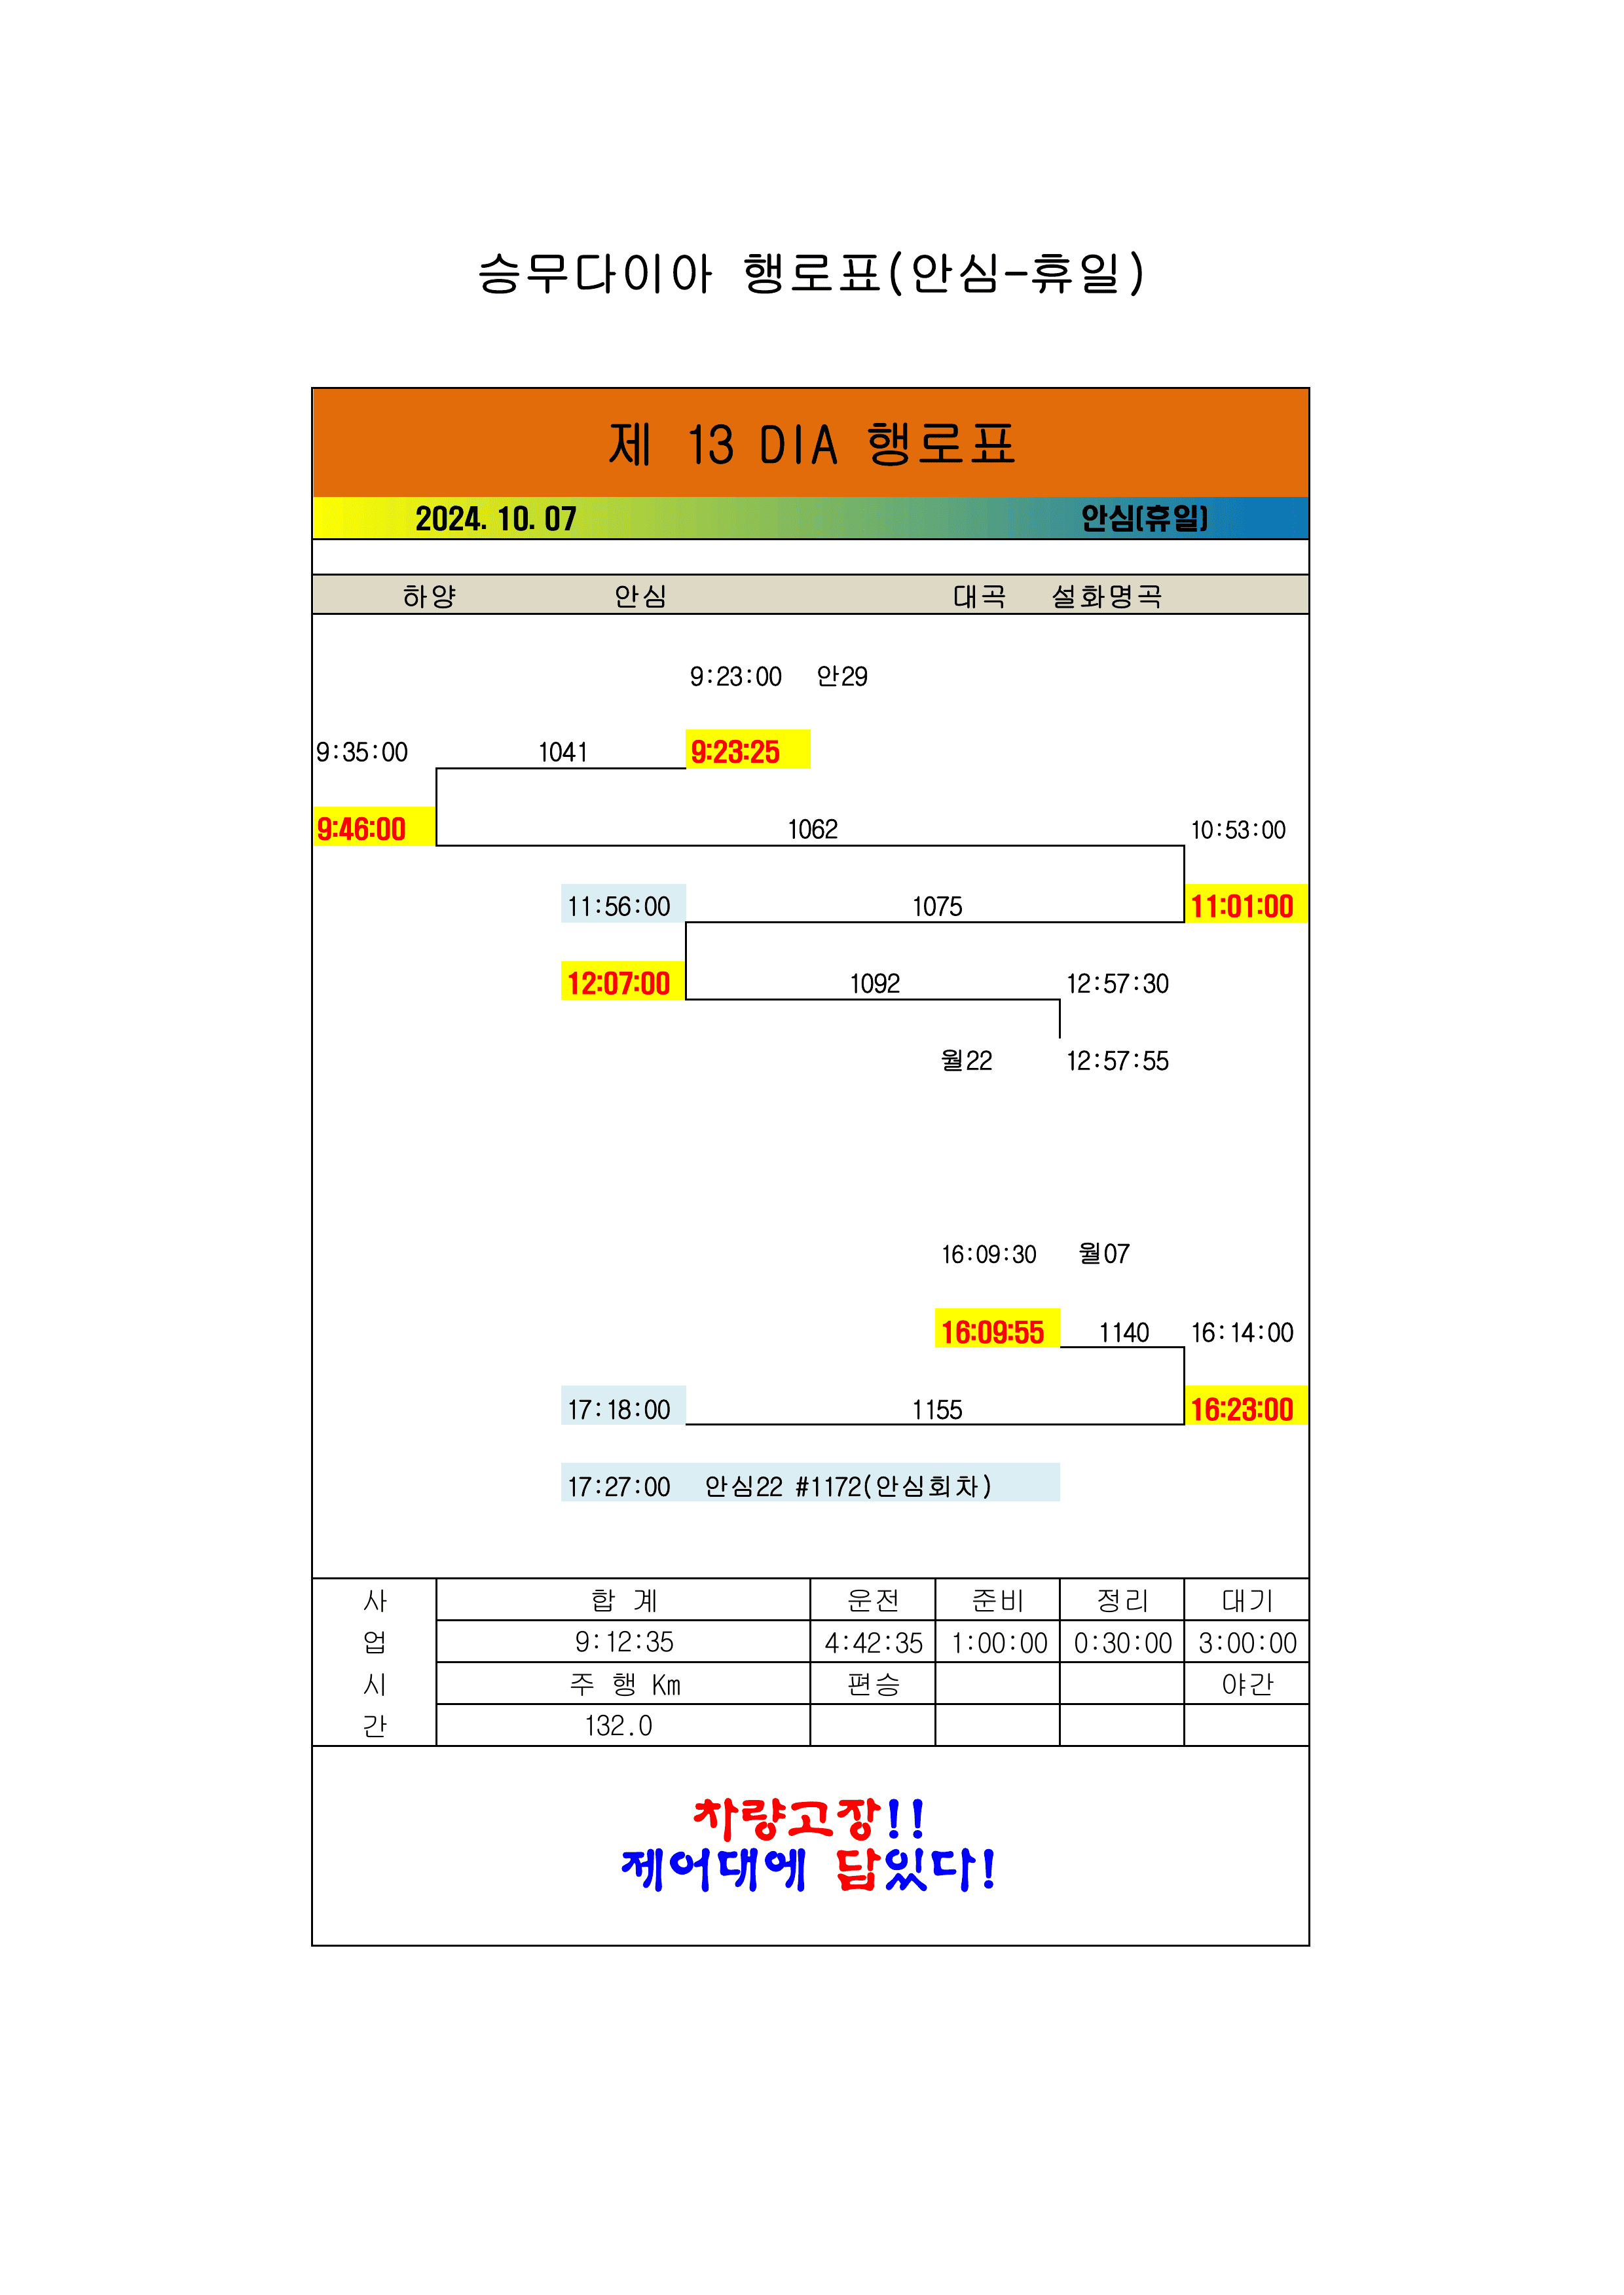 승무다이아 행로표(안심-휴일)
제 13 DIA 행로표
2024. 10. 07 안심(휴일)
하양 안심 대곡 설화명곡
9:23:00 안29
9:35:00 1041 9:23:25
9:46:00 1062 10:53:00
11:56:00 1075 11:01:00
12:07:00 1092 12:57:30
월22 12:57:55
16:09:30 월07
16:09:55 1140 16:14:00
17:18:00 1155 16:23:00
17:27:00 안심22 #1172(안심회차)
사 합 계 운전 준비 정리 대기
업 9:12:35 4:42:35 1:00:00 0:30:00 3:00:00
시 주 행 Km 편승 야간
간 132.0
차량고장!!
제어대에 답있다!